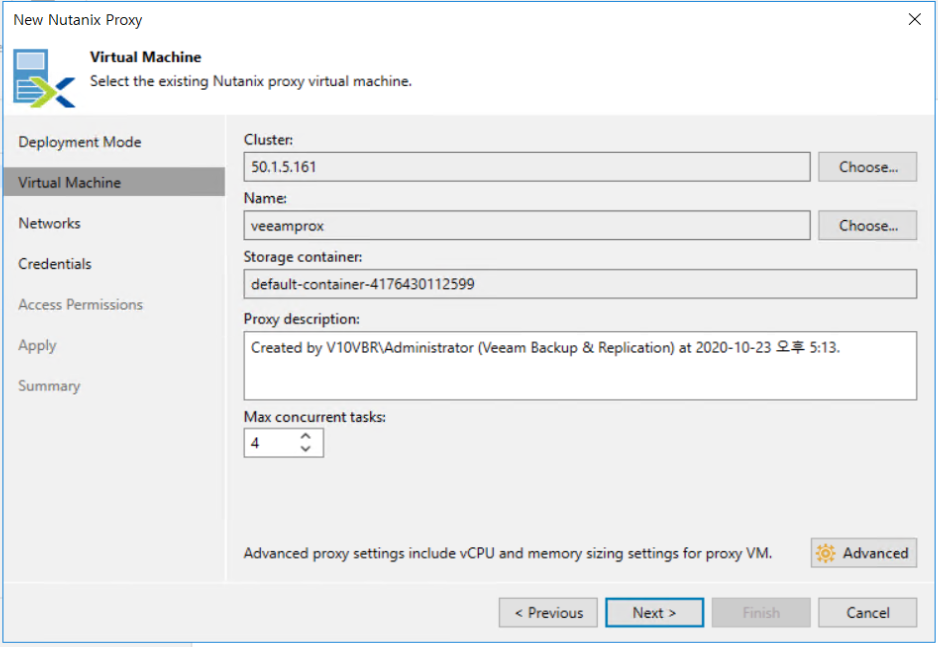 New Nutanix Proxy
Virtual Machine
Select the existing Nutanix proxy virtual machine.
Deployment Mode
Virtual Machine
Networks
Credentials
Access Permissions
Apply
Summary
Cluster:
50.1.5.161
Choose...
Name:
veeamprox
Choose...
Storage container:
default-container-4176430112599
Proxy description:
Created by V10VBR\Administrator (Veeam Backup & Replication) at 2020-10-23 오후 5:13.
Max concurrent tasks:
4
Advanced proxy settings include vCPU and memory sizing settings for proxy VM.
Advanced
< Previous
Next >
Finish
Cancel